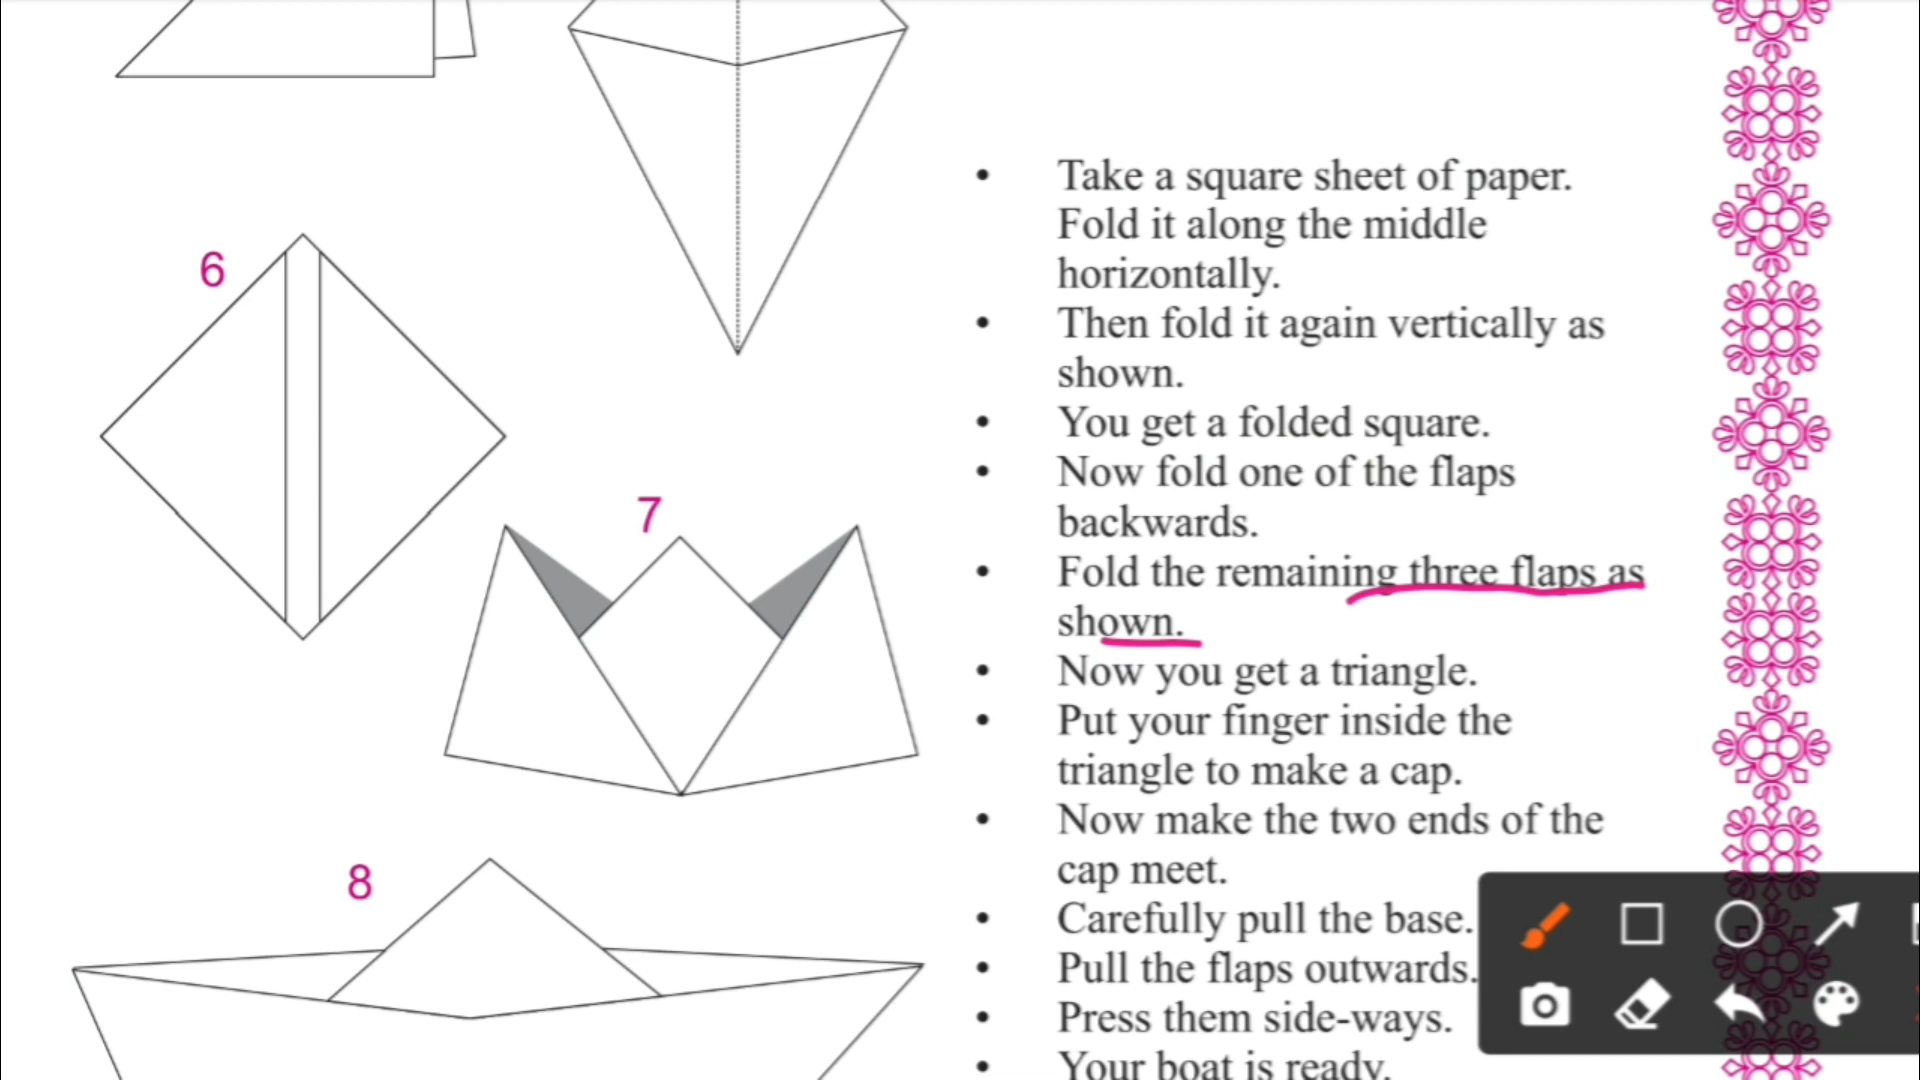 • Take a square sheet of paper.
Fold it along the middle
horizontally.
• Then fold it again vertically as
shown.
• You get a folded square.
• Now fold one of the flaps
backwards.
• Fold the remaining three flaps as
shown.
• Now you get a triangle.
• Put your finger inside the
triangle to make a cap.
• Now make the two ends of the
cap meet.
• Carefully pull the base.
• Pull the flaps outwards.
• Press them side-ways.
• Your boat is ready.
6
7
8